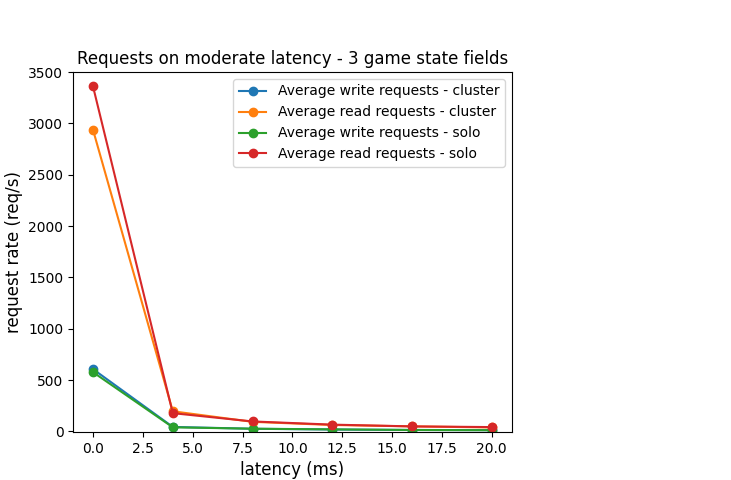 Requests on moderate latency - 3 game state fields
request rate (req/s)
3500
3000
2500
2000
1500
1000
500
0
Average write requests - cluster
Average read requests - cluster
Average write requests - solo
Average read requests - solo
0.0 2.5 5.0 7.5 10.0 12.5 15.0 17.5 20.0
latency (ms)